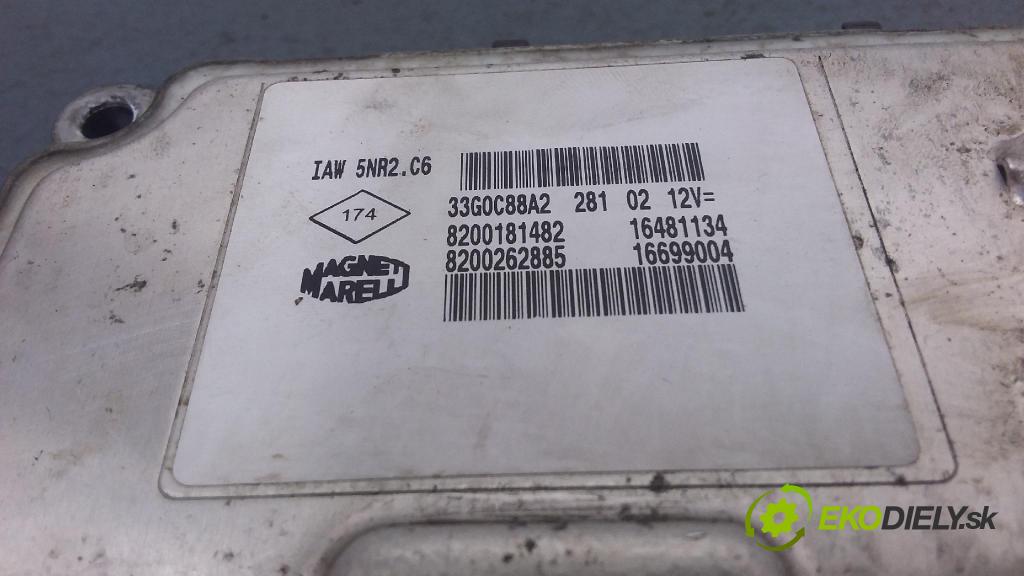 IAW 5NR2.C6
33G0C88A2 281 02 12V=
174
8200181482 16481134
8200262885 16699004
MAGNETI
MARELLI
EKODIELY.sk